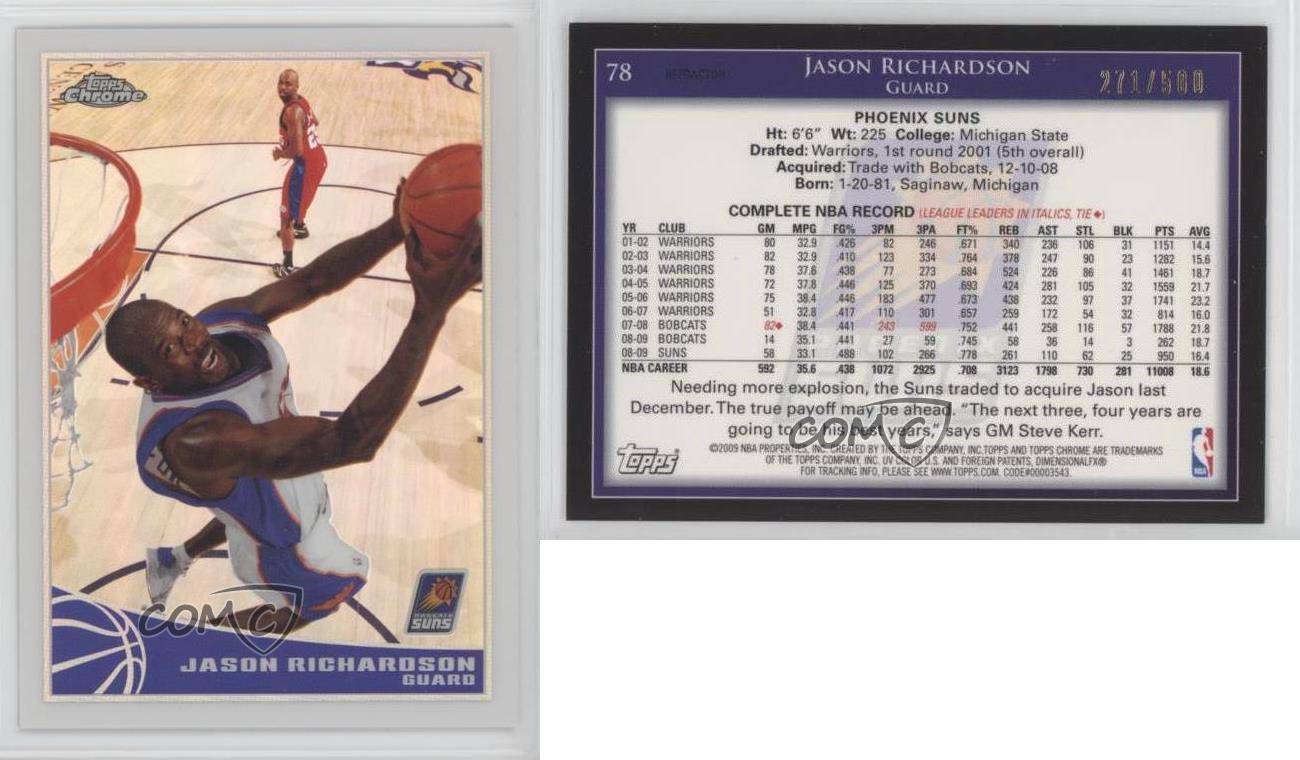 Topps
Chrome
25
PHOENIX
SUNS
JASON RICHARDSON
GUARD
COMC
78 REFRACTOR JASON RICHARDSON 271/500
GUARD
PHOENIX SUNS
Ht: 6'6" Wt: 225 College: Michigan State
Drafted: Warriors, 1st round 2001 (5th overall)
Acquired: Trade with Bobcats, 12-10-08
Born: 1-20-81, Saginaw, Michigan
COMPLETE NBA RECORD (LEAGUE LEADERS IN ITALICS, TIE ♦)
YR CLUB GM MPG FG% 3PM 3PA FT% REB AST STL BLK PTS AVG
01-02 WARRIORS 80 32.9 .426 82 246 .671 340 236 106 31 1151 14.4
02-03 WARRIORS 82 32.9 .410 123 334 .764 378 247 90 23 1282 15.6
03-04 WARRIORS 78 37.6 .438 77 273 .684 524 226 86 41 1461 18.7
04-05 WARRIORS 72 37.8 .446 125 370 .693 424 281 105 32 1559 21.7
05-06 WARRIORS 75 38.4 .446 183 477 .673 438 232 97 37 1741 23.2
06-07 WARRIORS 51 32.8 .417 110 301 .657 259 172 54 32 814 16.0
07-08 BOBCATS 82♦ 38.4 .441 243 599 .752 441 258 116 57 1788 21.8
08-09 BOBCATS 14 35.1 .441 27 59 .745 58 36 14 3 262 18.7
08-09 SUNS 58 33.1 .488 102 266 .778 261 110 62 25 950 16.4
NBA CAREER 592 35.6 .438 1072 2925 .708 3123 1798 730 281 11008 18.6
Needing more explosion, the Suns traded to acquire Jason last
December. The true payoff may be ahead. “The next three, four years are
going to be his best years,” says GM Steve Kerr.
©2009 NBA PROPERTIES, INC. CREATED BY THE TOPPS COMPANY, INC. TOPPS AND TOPPS CHROME ARE TRADEMARKS
OF THE TOPPS COMPANY, INC. UV COLOR U.S. AND FOREIGN PATENTS, DIMENSIONALFX®
FOR TRACKING INFO, PLEASE SEE WWW.TOPPS.COM. CODE#00003543.
Topps
NBA
COMC